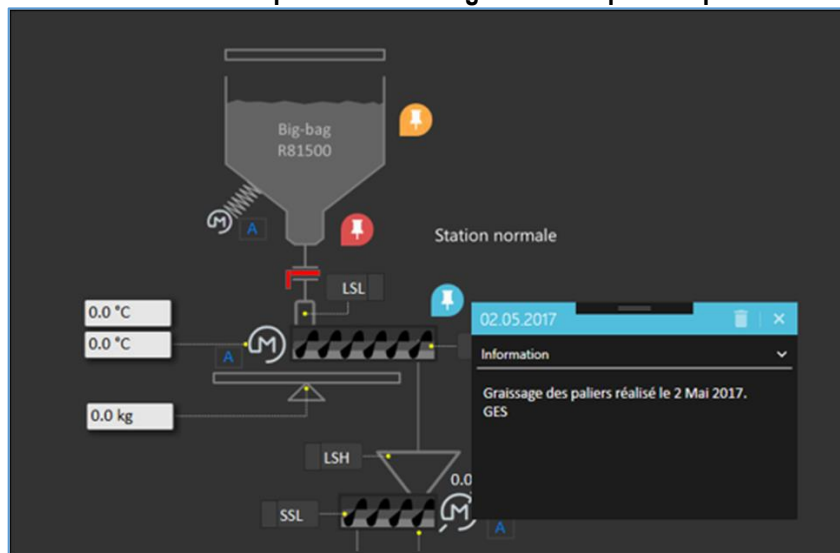 Big-bag
R81500
M
A
Station normale
LSL
0.0 °C
0.0 °C
M
A
02.05.2017
Information
Graissage des paliers réalisé le 2 Mai 2017.
GES
0.0 kg
LSH
0.0
SSL
M
A